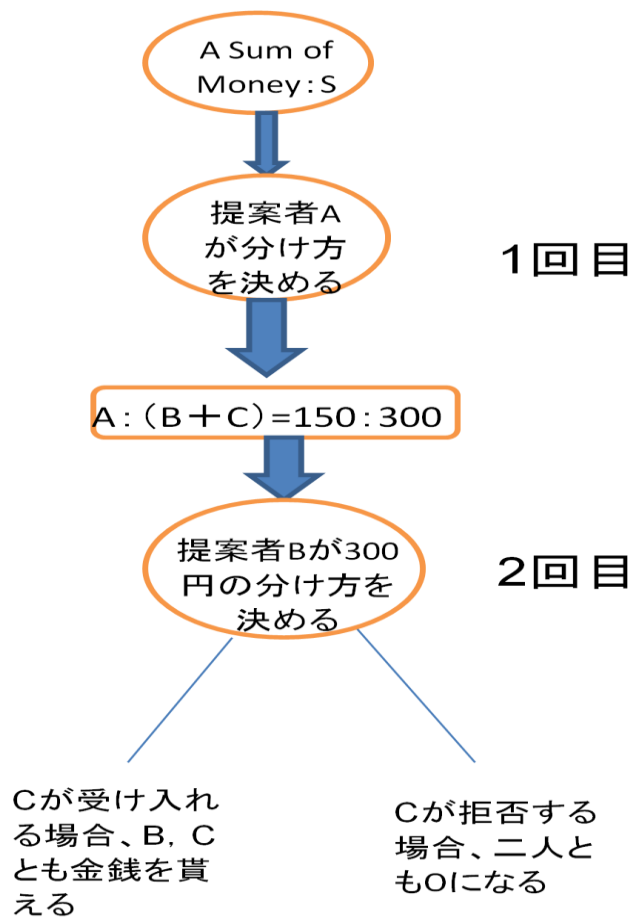 A Sum of
Money：S
提案者A
が分け方
を決める
1回目
A：（B＋C）=150：300
提案者Bが300
円の分け方を
決める
2回目
Cが受け入れ
る場合、B，C
とも金銭を貰
える
Cが拒否する
場合、二人と
も0になる